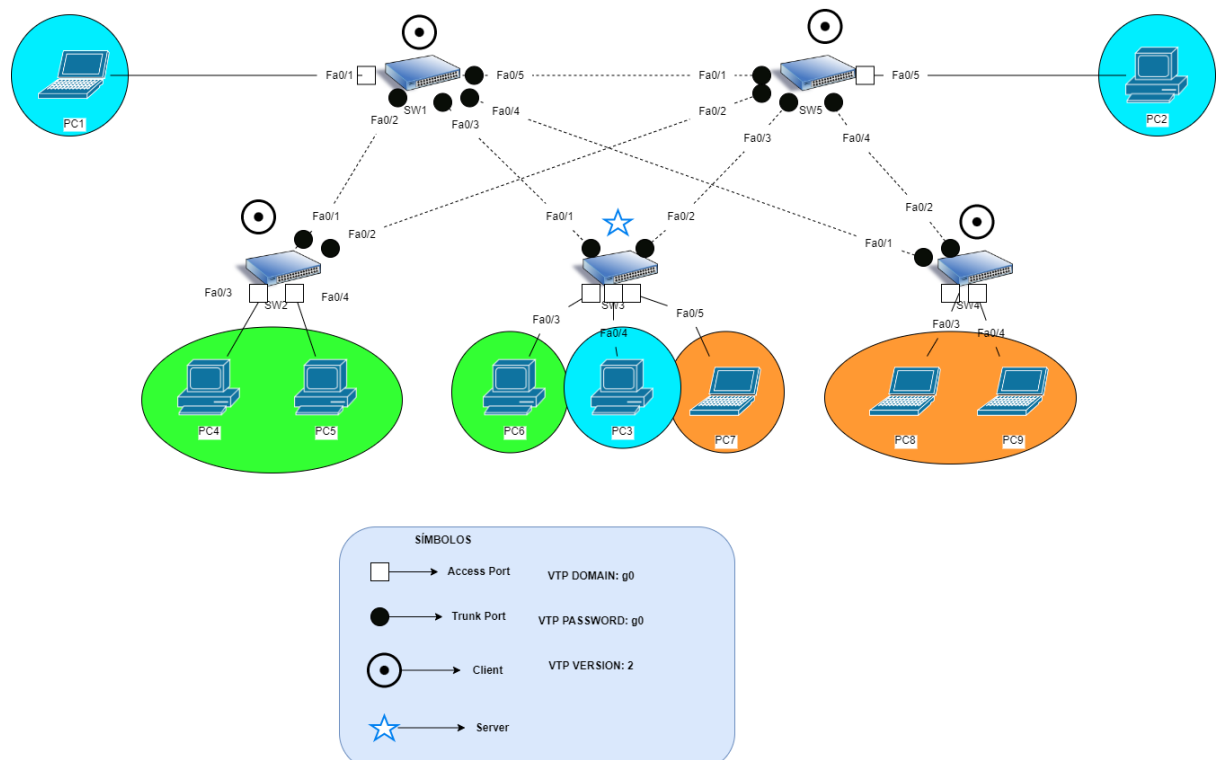 Fa0/1
Fa0/5
Fa0/1
Fa0/5
PC1
SW1
Fa0/2
Fa0/3
Fa0/4
Fa0/2
SW5
Fa0/3
Fa0/4
PC2
Fa0/1
Fa0/2
Fa0/1
Fa0/2
Fa0/2
Fa0/1
Fa0/3
SW2
Fa0/4
SW3
Fa0/3
Fa0/4
Fa0/5
SW4
Fa0/3
Fa0/4
PC4
PC5
PC6
PC3
PC7
PC8
PC9
SÍMBOLOS
Access Port
VTP DOMAIN: g0
Trunk Port
VTP PASSWORD: g0
Client
VTP VERSION: 2
Server